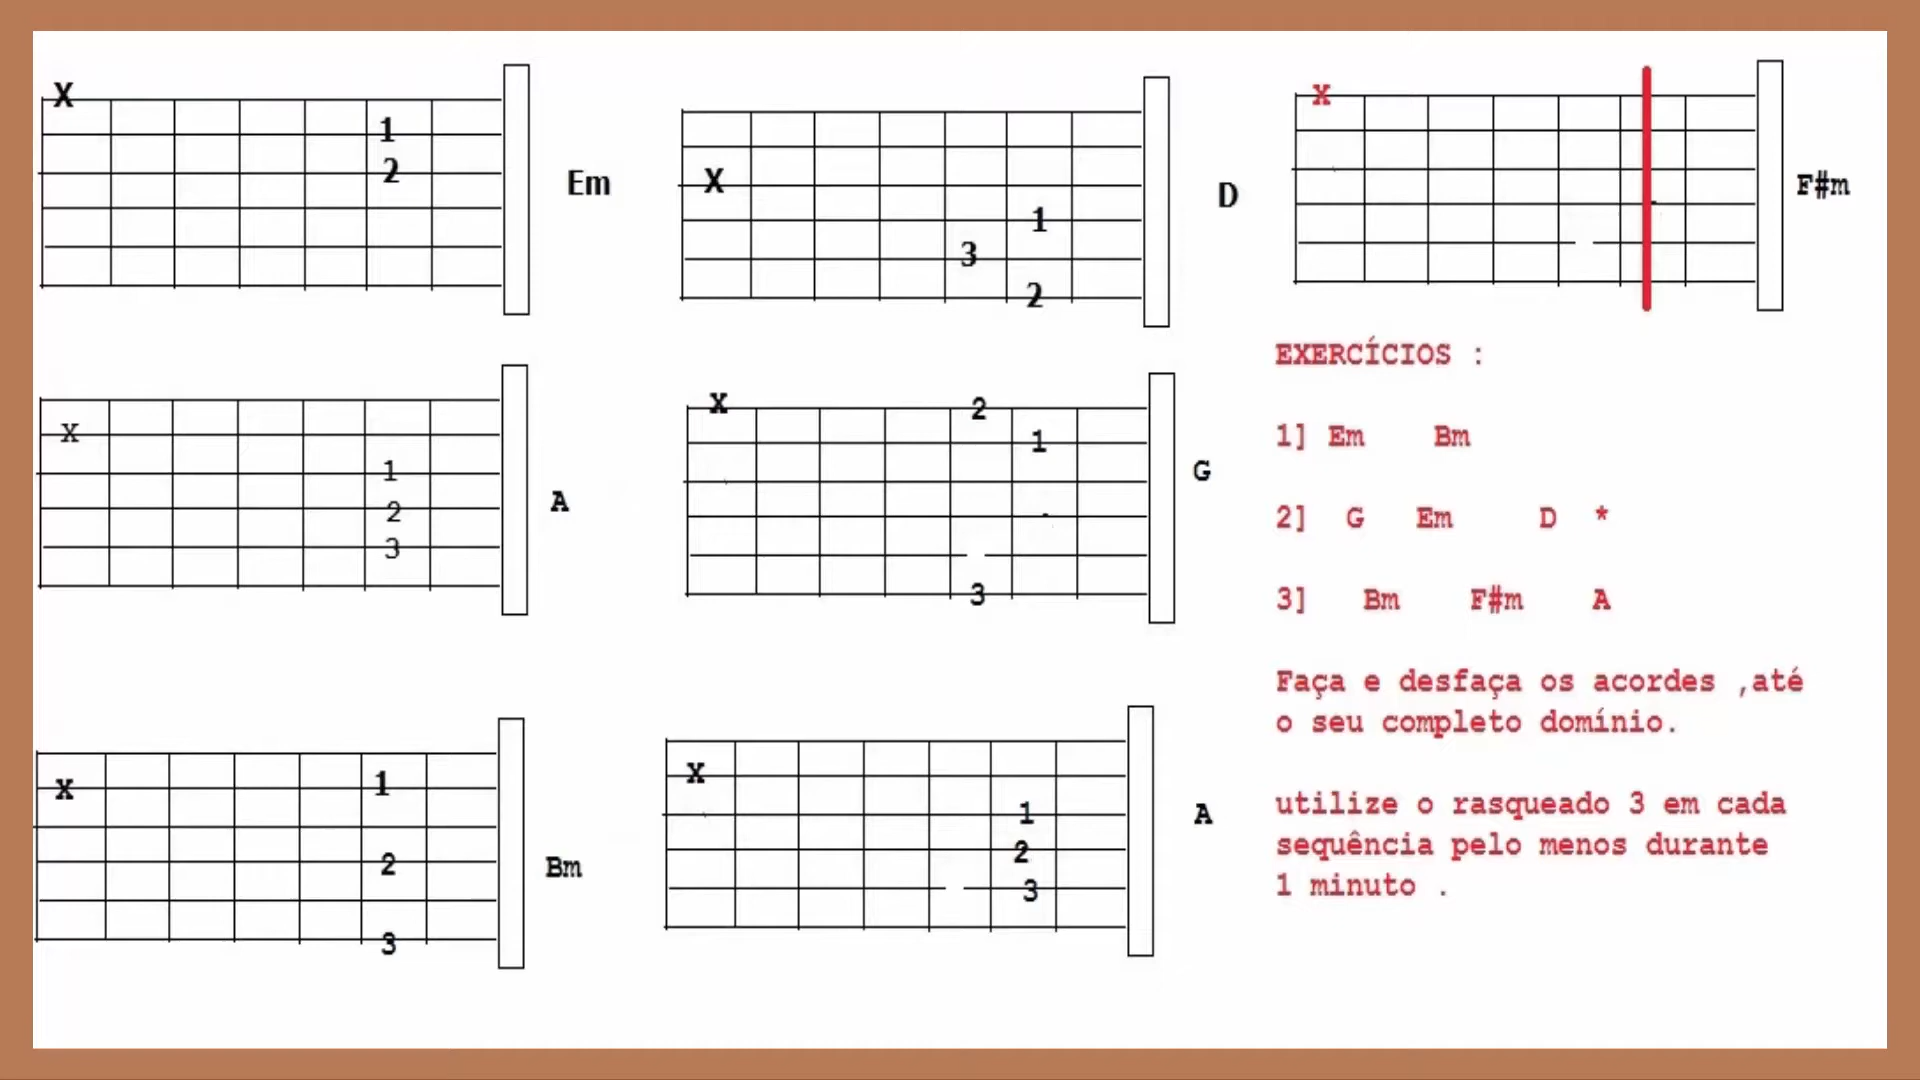 X
1
2
Em
X
1
3
2
D
X
F#m
X
1
2
3
A
X
2
1
3
G
X
1
2
3
Bm
X
1
2
3
A
EXERCÍCIOS :
1] Em Bm
2] G Em D *
3] Bm F#m A
Faça e desfaça os acordes ,até
o seu completo domínio.
utilize o rasqueado 3 em cada
sequência pelo menos durante
1 minuto .